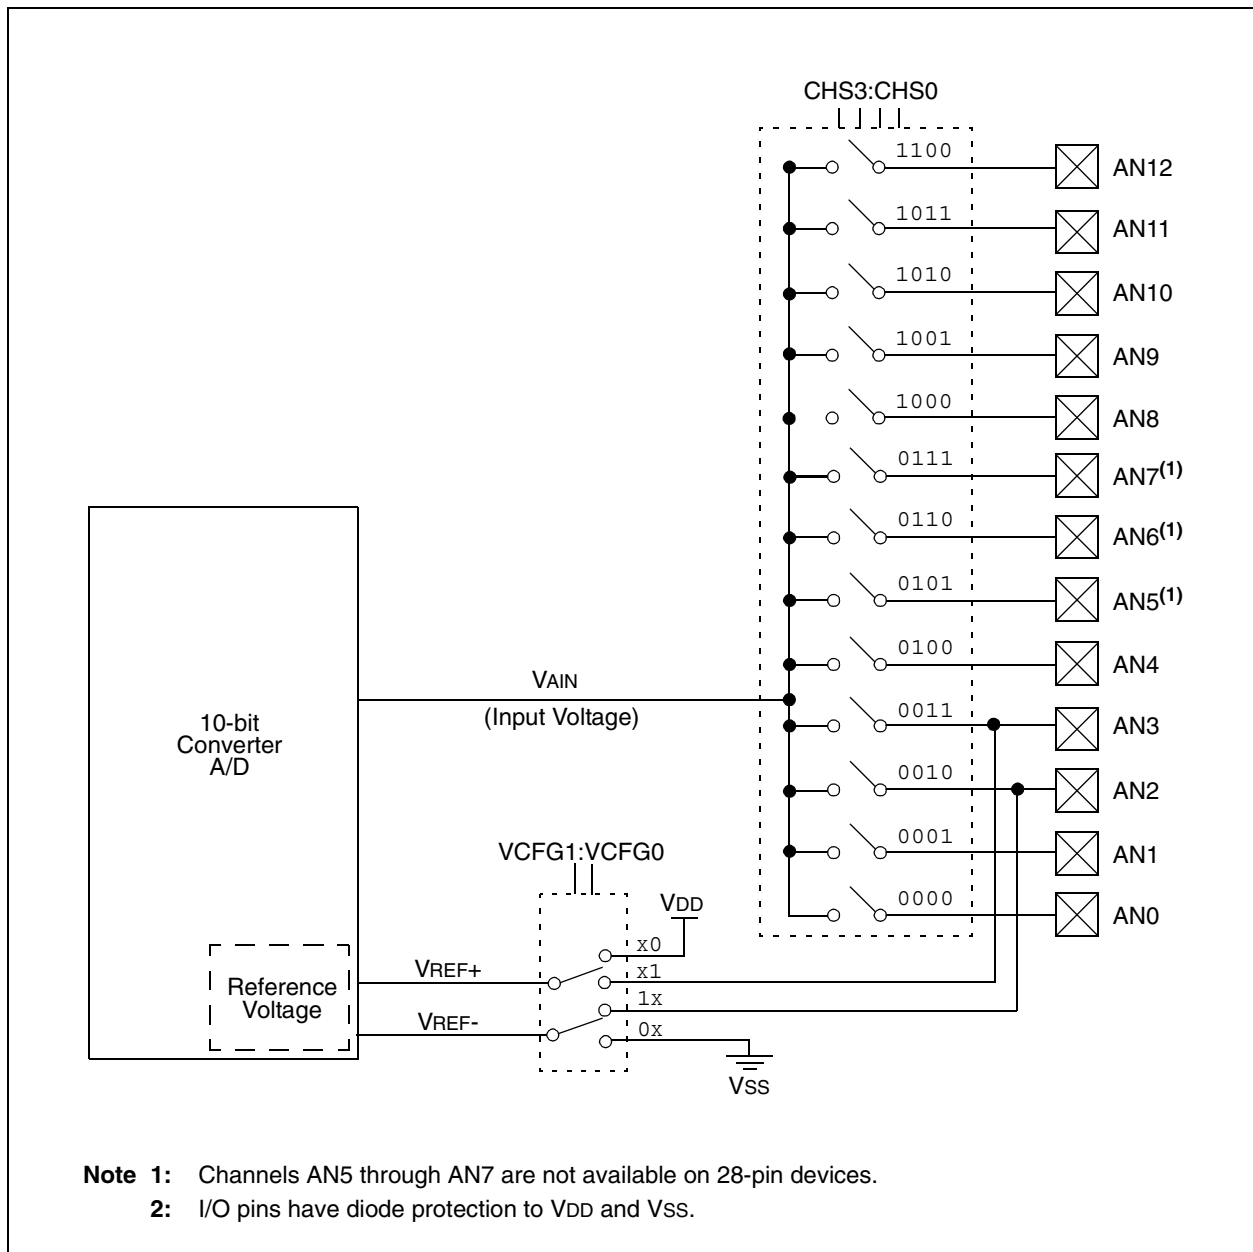 CHS3:CHS0
1100 AN12
1011 AN11
1010 AN10
1001 AN9
1000 AN8
0111 AN7(1)
0110 AN6(1)
0101 AN5(1)
0100 AN4
VAIN
(Input Voltage)
0011 AN3
10-bit
Converter
A/D
0010 AN2
0001 AN1
VCFG1:VCFG0
0000 AN0
VDD
x0
VREF+
x1
Reference
Voltage
1x
VREF-
0x
VSS
Note 1: Channels AN5 through AN7 are not available on 28-pin devices.
2: I/O pins have diode protection to VDD and VSS.